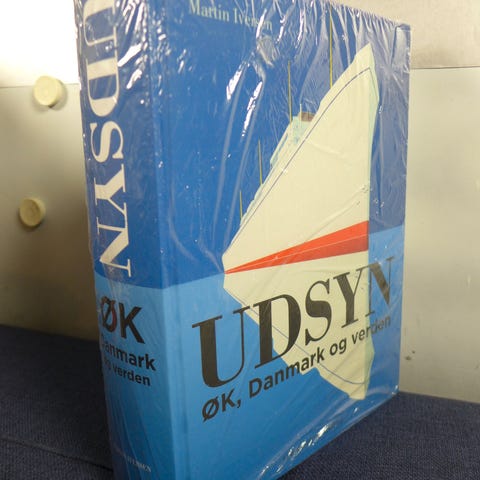 Martin Iversen
UDSYN
ØK, Danmark og verden
UDSYN
ØK
Danmark
og verden